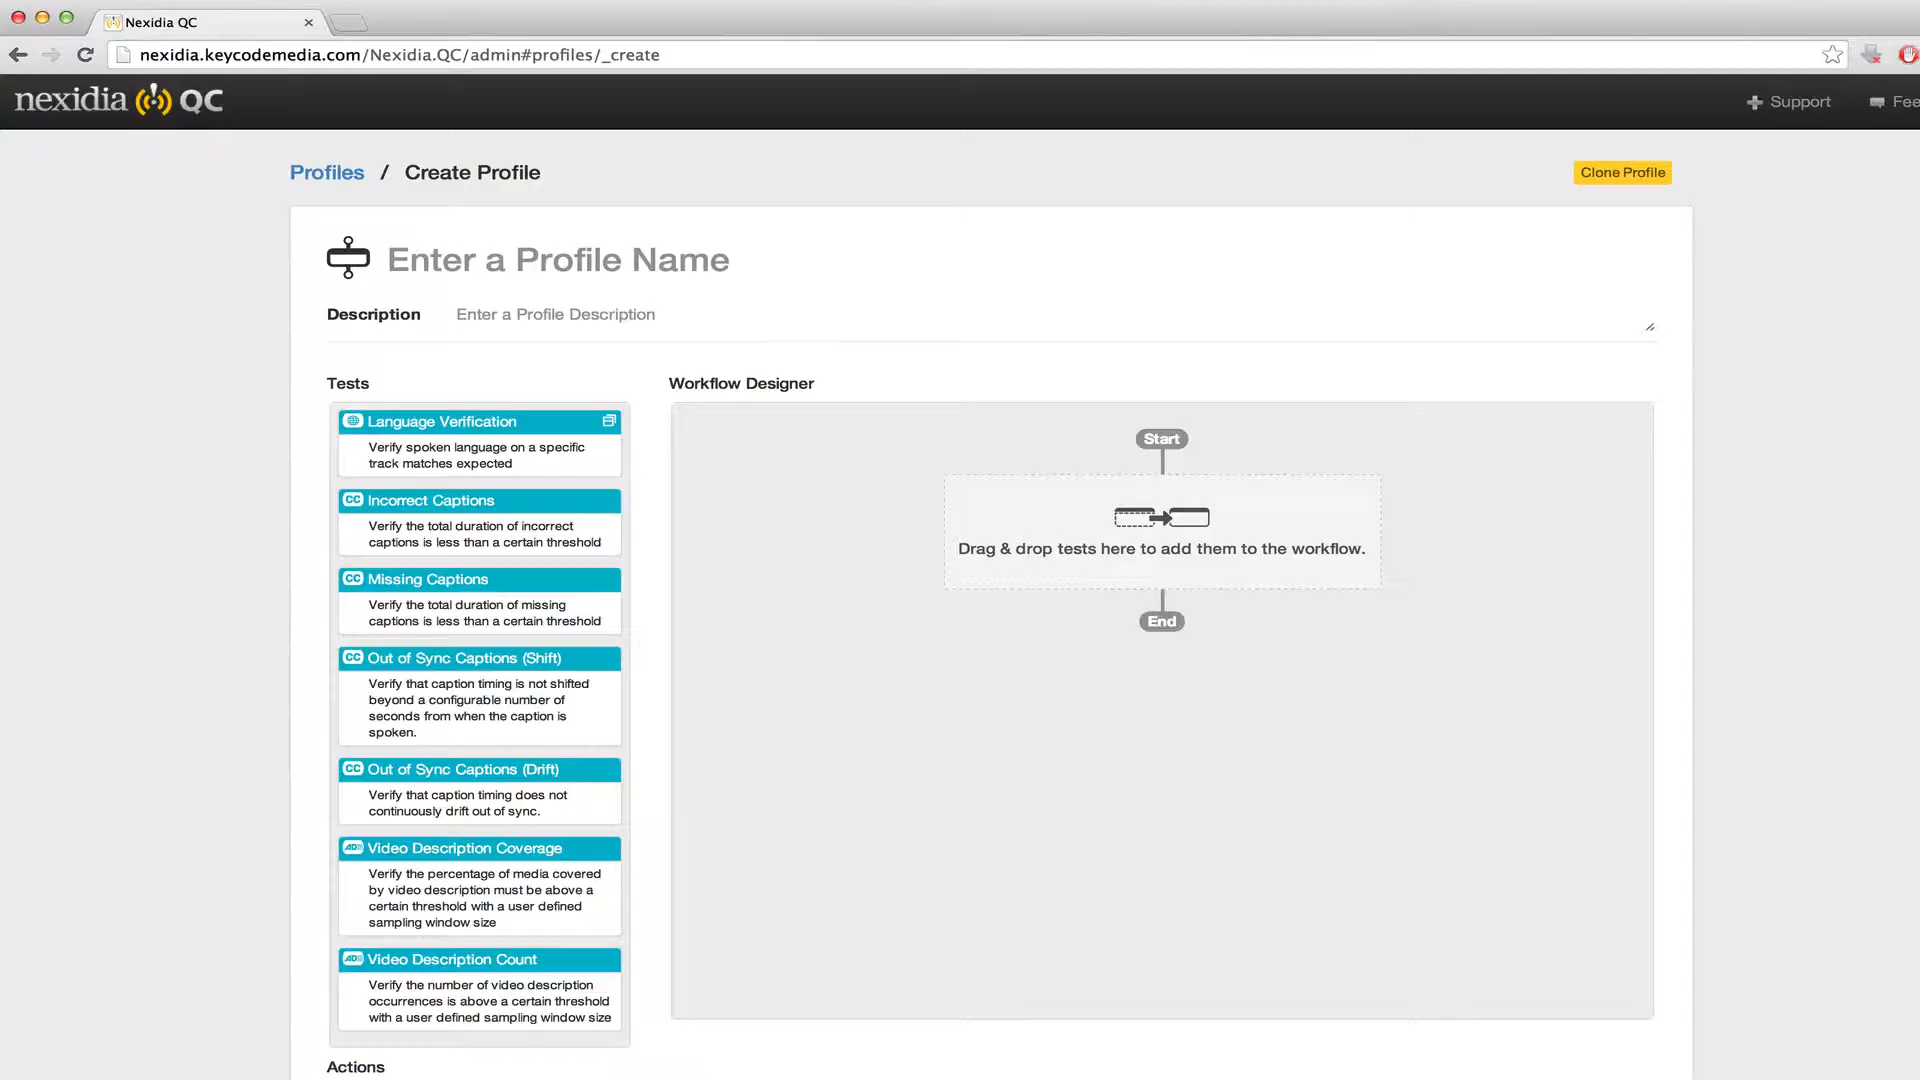 Nexidia QC
nexidia.keycodemedia.com/Nexidia.QC/admin#profiles/_create
nexidia QC
Support
Fee
Profiles / Create Profile
Clone Profile
Enter a Profile Name
Description Enter a Profile Description
Tests
Language Verification
Verify spoken language on a specific
track matches expected
CC Incorrect Captions
Verify the total duration of incorrect
captions is less than a certain threshold
CC Missing Captions
Verify the total duration of missing
captions is less than a certain threshold
CC Out of Sync Captions (Shift)
Verify that caption timing is not shifted
beyond a configurable number of
seconds from when the caption is
spoken.
CC Out of Sync Captions (Drift)
Verify that caption timing does not
continuously drift out of sync.
AD Video Description Coverage
Verify the percentage of media covered
by video description must be above a
certain threshold with a user defined
sampling window size
AD Video Description Count
Verify the number of video description
occurrences is above a certain threshold
with a user defined sampling window size
Actions
Workflow Designer
Start
Drag & drop tests here to add them to the workflow.
End